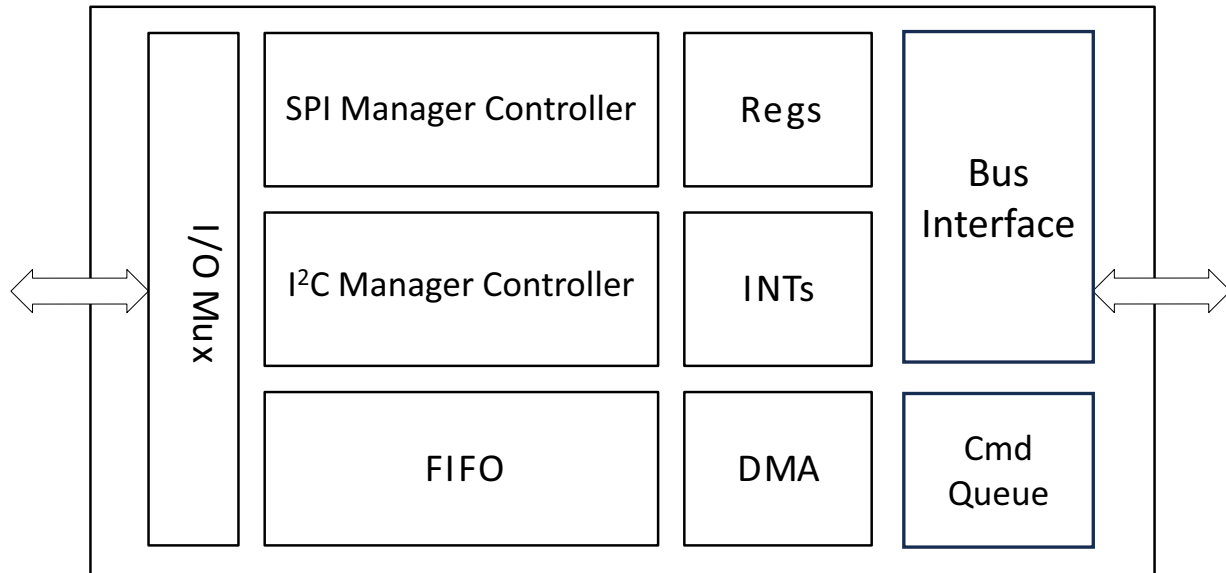 I/O Mux
SPI Manager Controller
Regs
Bus
Interface
I²C Manager Controller
INTs
FIFO
DMA
Cmd
Queue